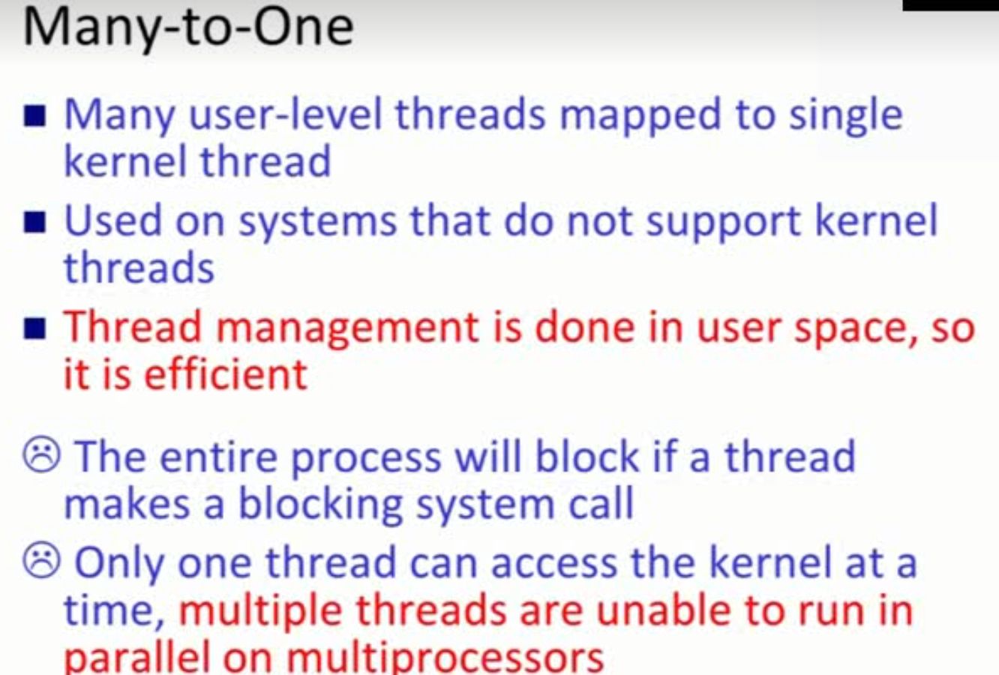 Many-to-One
■ Many user-level threads mapped to single
kernel thread
■ Used on systems that do not support kernel
threads
■ Thread management is done in user space, so
it is efficient
☹ The entire process will block if a thread
makes a blocking system call
☹ Only one thread can access the kernel at a
time, multiple threads are unable to run in
parallel on multiprocessors